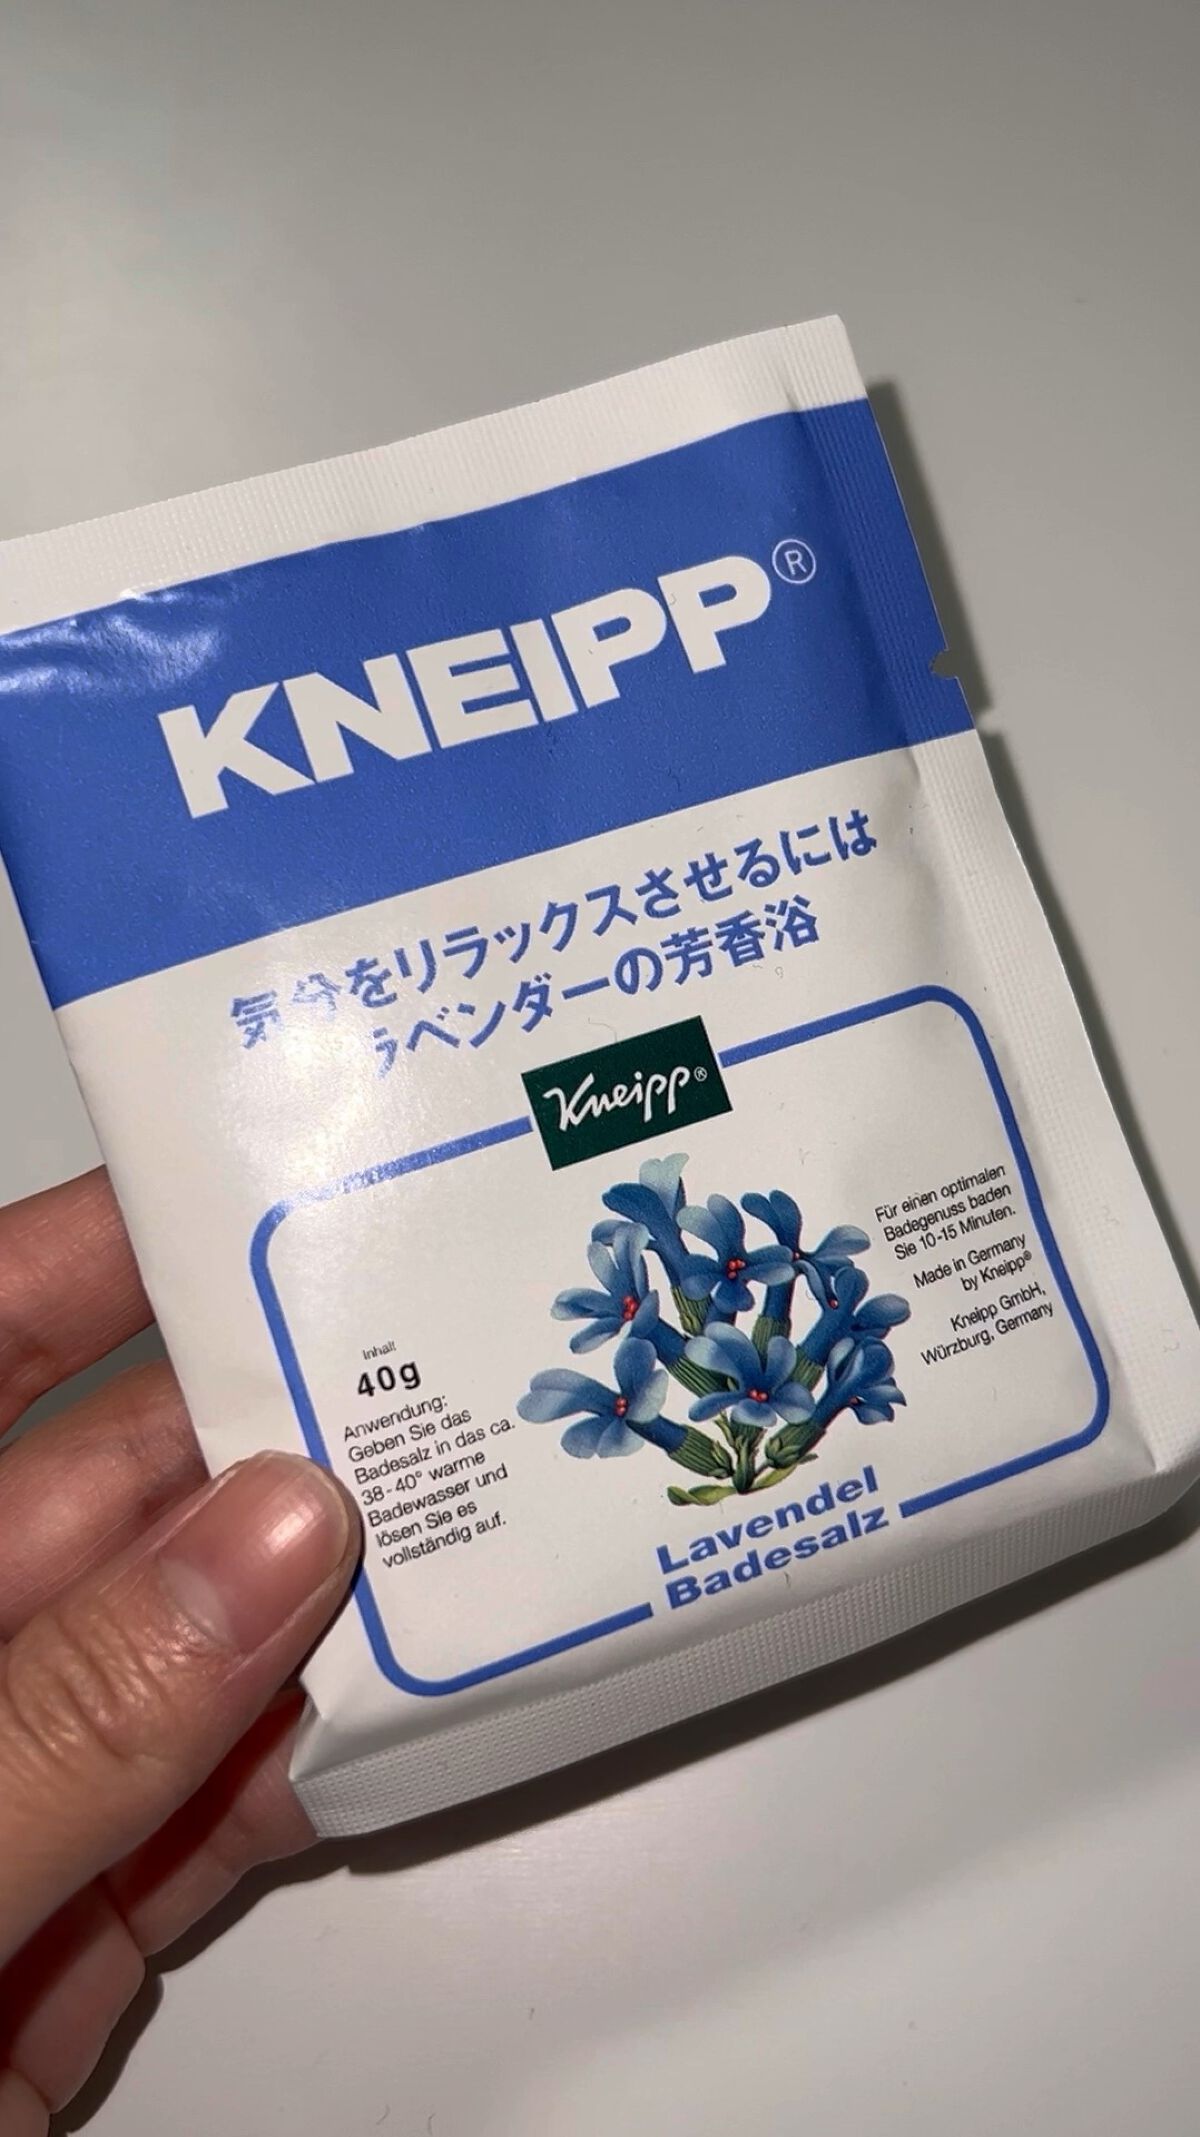 KNEIPP®
気分をリラックスさせるには
ラベンダーの芳香浴
Kneipp®
Inhalt
40g
Anwendung:
Geben Sie das
Badesalz in das ca.
38-40° warme
Badewasser und
lösen Sie es
vollständig auf.
Für einen optimalen
Badegenuss baden
Sie 10-15 Minuten.
Made in Germany
by Kneipp®
Kneipp GmbH,
Würzburg, Germany
Lavendel
Badesalz